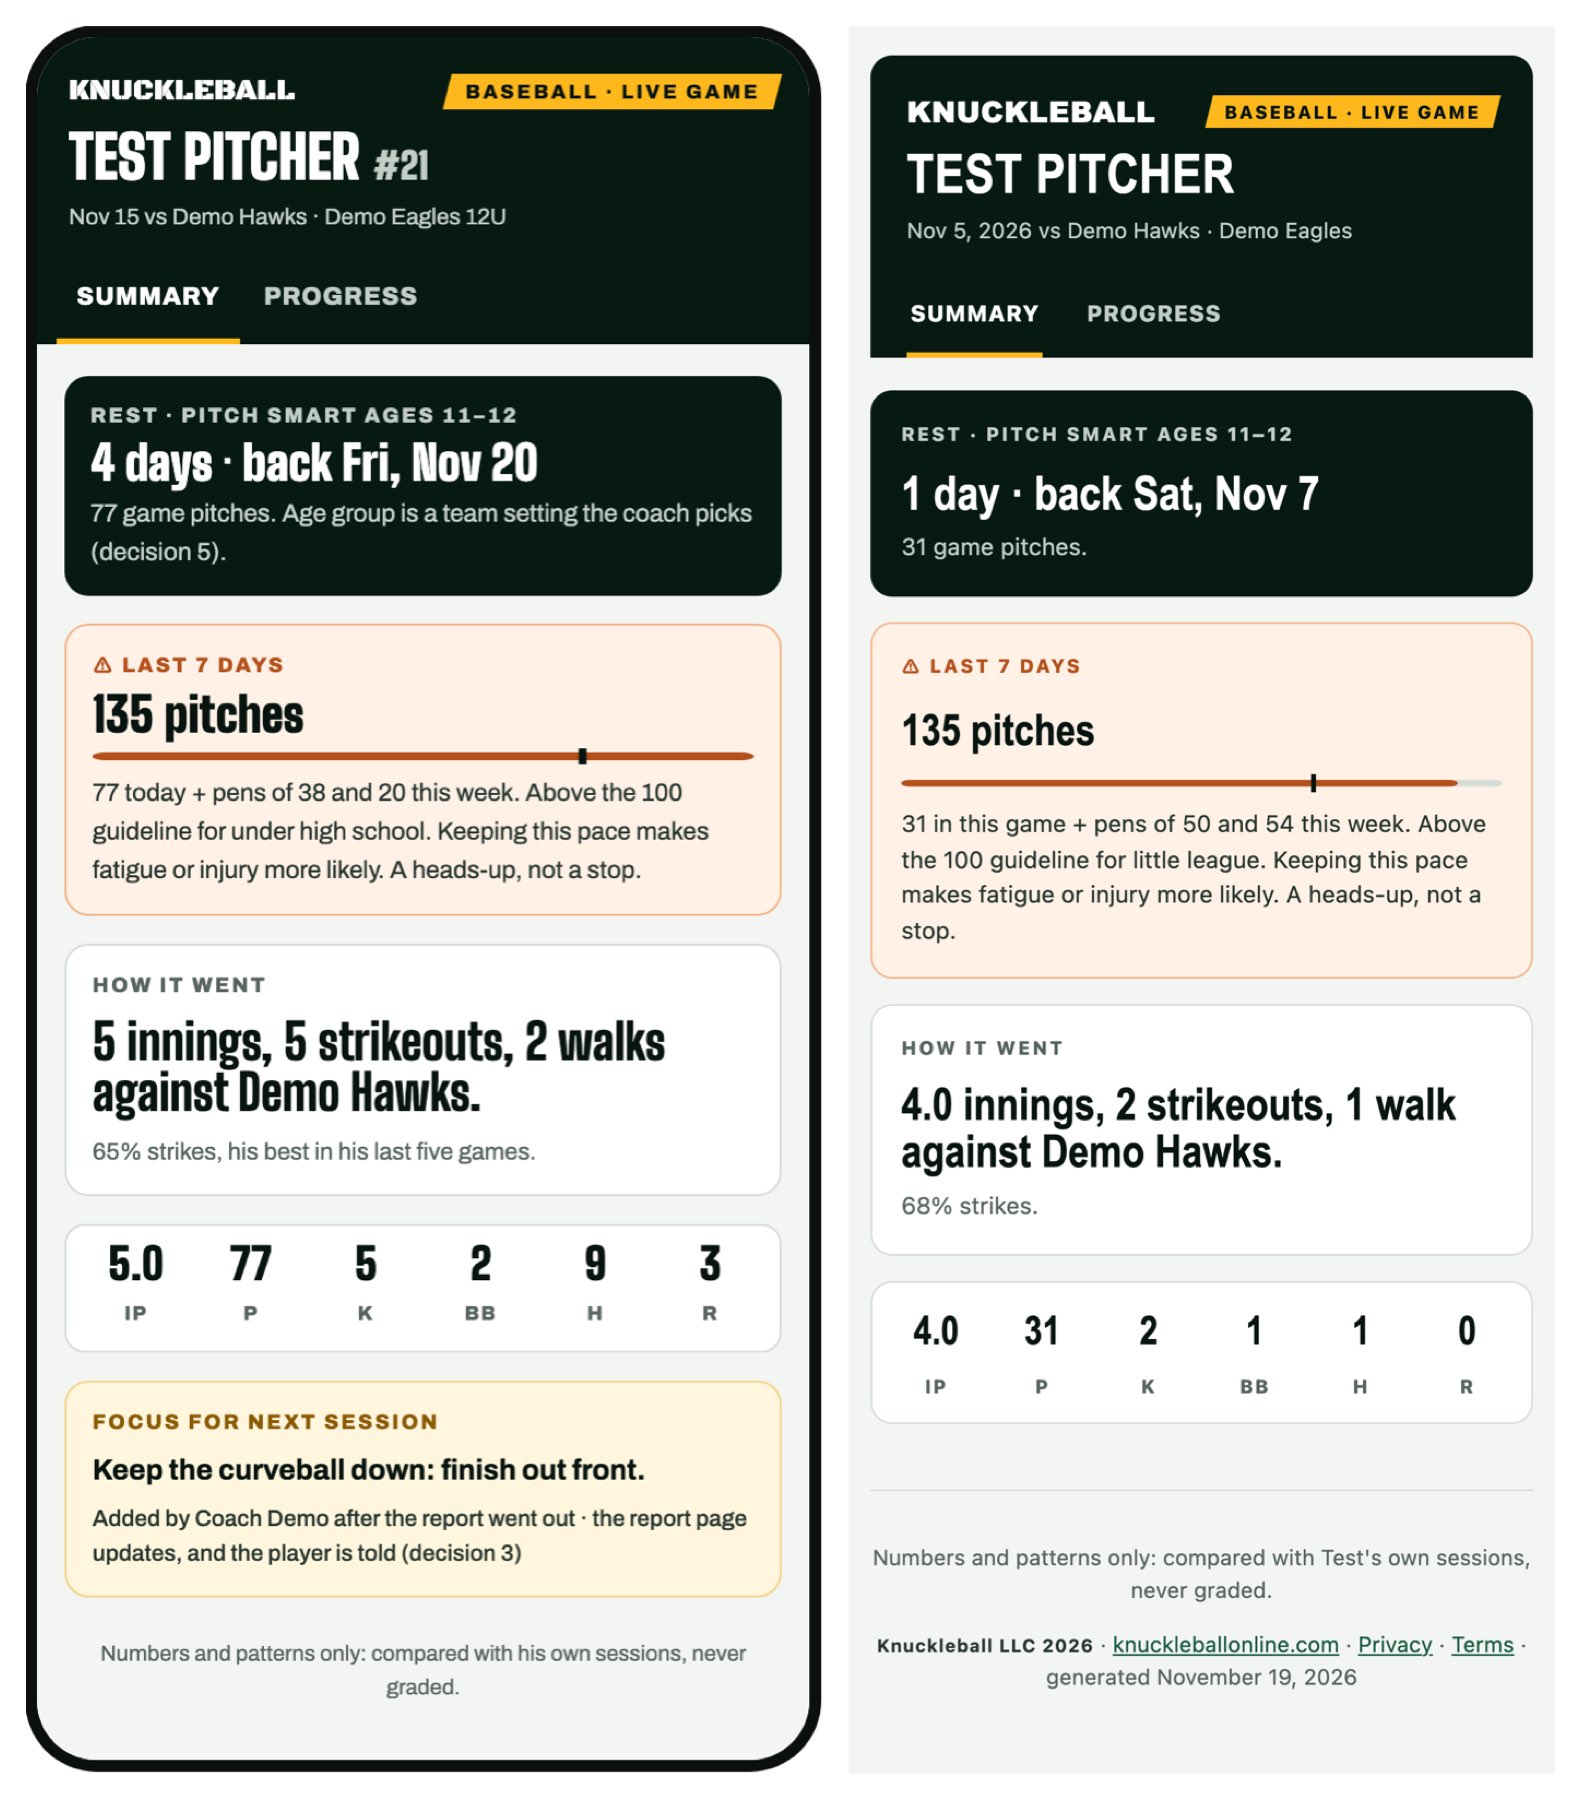 KNUCKLEBALL
BASEBALL · LIVE GAME
TEST PITCHER #21
Nov 15 vs Demo Hawks · Demo Eagles 12U
SUMMARY
PROGRESS
REST · PITCH SMART AGES 11–12
4 days · back Fri, Nov 20
77 game pitches. Age group is a team setting the coach picks
(decision 5).
⚠ LAST 7 DAYS
135 pitches
77 today + pens of 38 and 20 this week. Above the 100
guideline for under high school. Keeping this pace makes
fatigue or injury more likely. A heads-up, not a stop.
HOW IT WENT
5 innings, 5 strikeouts, 2 walks
against Demo Hawks.
65% strikes, his best in his last five games.
5.0 77 5 2 9 3
IP P K BB H R
FOCUS FOR NEXT SESSION
Keep the curveball down: finish out front.
Added by Coach Demo after the report went out · the report page
updates, and the player is told (decision 3)
Numbers and patterns only: compared with his own sessions, never
graded.
KNUCKLEBALL
BASEBALL · LIVE GAME
TEST PITCHER
Nov 5, 2026 vs Demo Hawks · Demo Eagles
SUMMARY
PROGRESS
REST · PITCH SMART AGES 11–12
1 day · back Sat, Nov 7
31 game pitches.
⚠ LAST 7 DAYS
135 pitches
31 in this game + pens of 50 and 54 this week. Above
the 100 guideline for little league. Keeping this pace
makes fatigue or injury more likely. A heads-up, not a
stop.
HOW IT WENT
4.0 innings, 2 strikeouts, 1 walk
against Demo Hawks.
68% strikes.
4.0 31 2 1 1 0
IP P K BB H R
Numbers and patterns only: compared with Test's own sessions,
never graded.
Knuckleball LLC 2026 · knuckleballonline.com · Privacy · Terms ·
generated November 19, 2026